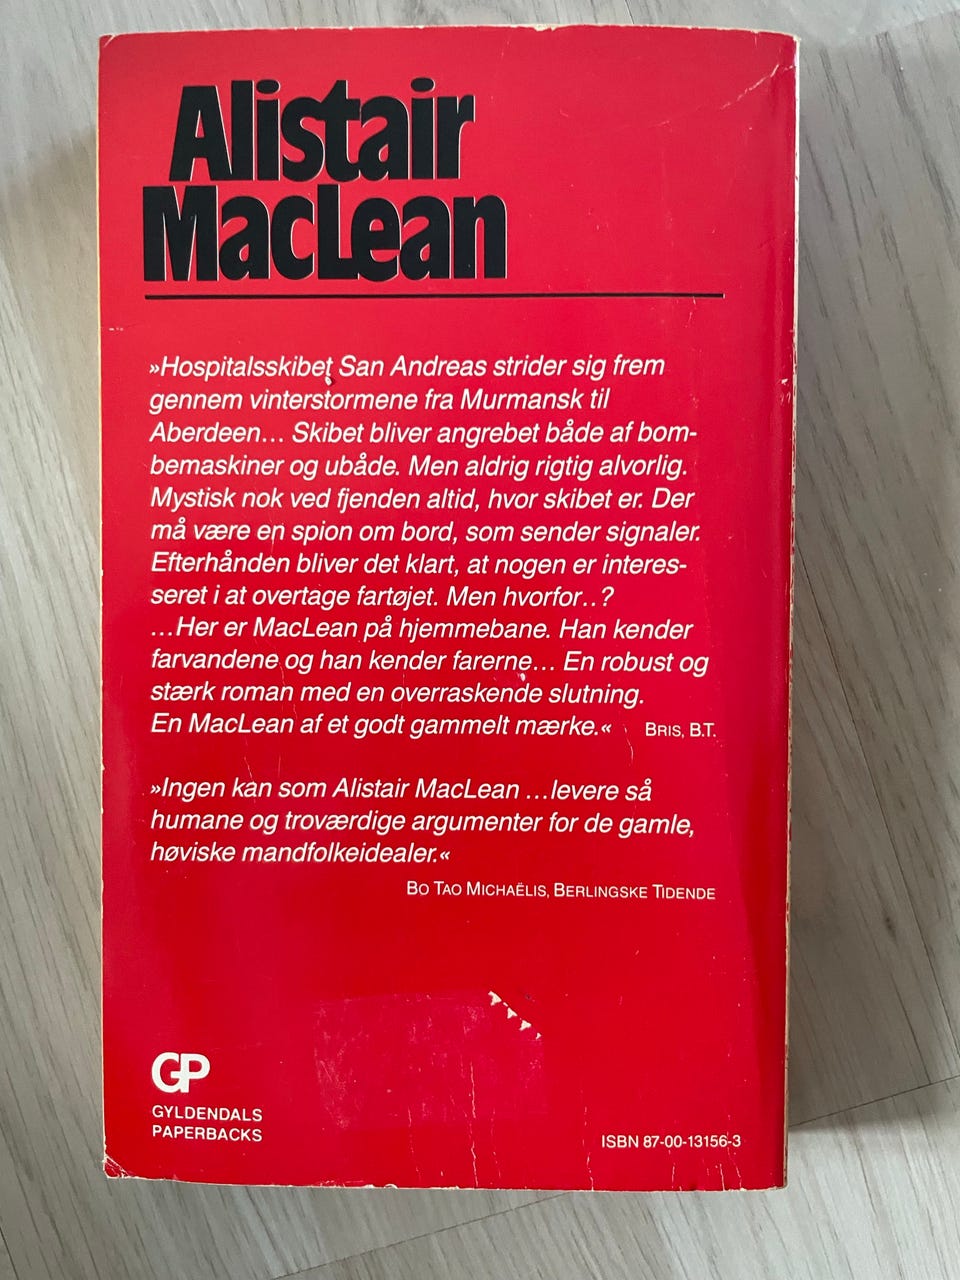 Alistair
MacLean
»Hospitalsskibet San Andreas strider sig frem
gennem vinterstormene fra Murmansk til
Aberdeen... Skibet bliver angrebet både af bom-
bemaskiner og ubåde. Men aldrig rigtig alvorlig.
Mystisk nok ved fjenden altid, hvor skibet er. Der
må være en spion om bord, som sender signaler.
Efterhånden bliver det klart, at nogen er interes-
seret i at overtage fartøjet. Men hvorfor..?
...Her er MacLean på hjemmebane. Han kender
farvandene og han kender farerne... En robust og
stærk roman med en overraskende slutning.
En MacLean af et godt gammelt mærke.« BRIS, B.T.
»Ingen kan som Alistair MacLean ...levere så
humane og troværdige argumenter for de gamle,
høviske mandfolkeidealer.«
BO TAO MICHAËLIS, BERLINGSKE TIDENDE
GP
GYLDENDALS
PAPERBACKS
ISBN 87-00-13156-3